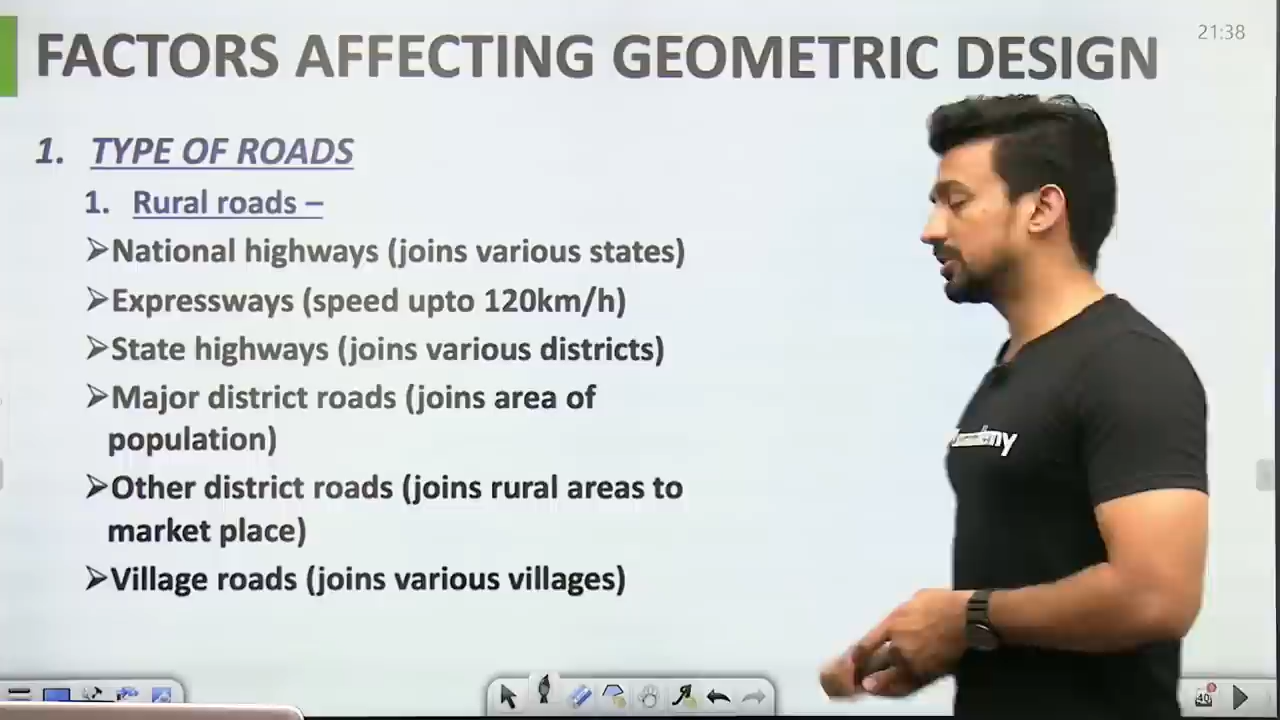 21:38
FACTORS AFFECTING GEOMETRIC DESIGN
1. TYPE OF ROADS
1. Rural roads –
➢National highways (joins various states)
➢Expressways (speed upto 120km/h)
➢State highways (joins various districts)
➢Major district roads (joins area of
population)
➢Other district roads (joins rural areas to
market place)
➢Village roads (joins various villages)